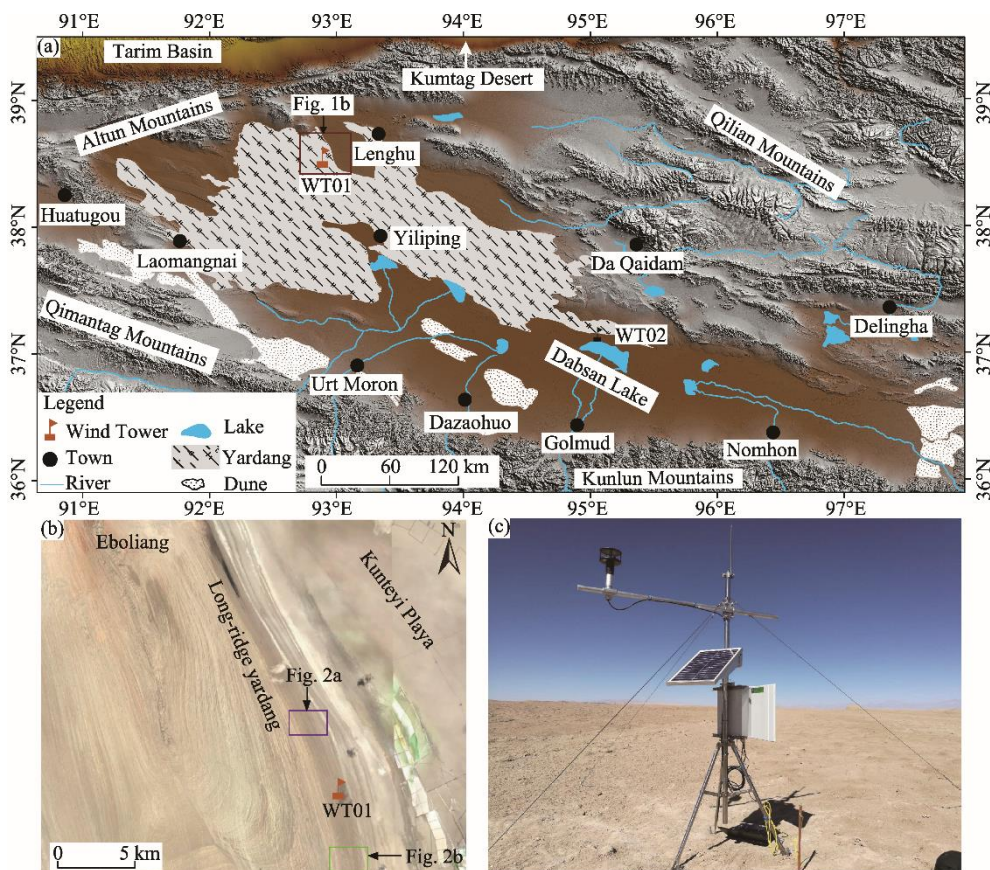 91°E 92°E 93°E 94°E 95°E 96°E 97°E
(a)
Tarim Basin
Kumtag Desert
39°N
39°N
Fig. 1b
Altun Mountains
Qilian Mountains
Lenghu
WT01
Huatugou
38°N
38°N
Yiliping
Laomangnai
Da Qaidam
Qimantag Mountains
Delingha
WT02
37°N
37°N
Dabsan Lake
Urt Moron
Dazaohuo
Golmud
Nomhon
Kunlun Mountains
Legend
Wind Tower
Lake
Town
Yardang
River
Dune
0 60 120 km
36°N
36°N
91°E 92°E 93°E 94°E 95°E 96°E 97°E
(b)
Eboliang
N
Kunteyi Playa
Long-ridge yardang
Fig. 2a
WT01
0 5 km
Fig. 2b
(c)